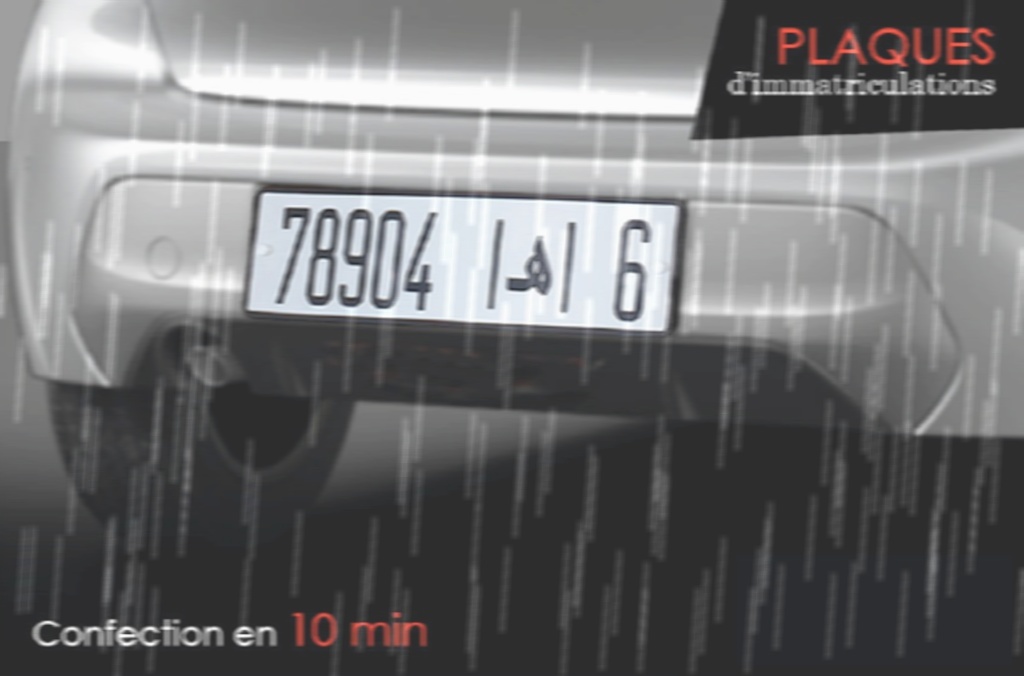 PLAQUES
d'immatriculations
78904 | هـ | 6
Confection en 10 min